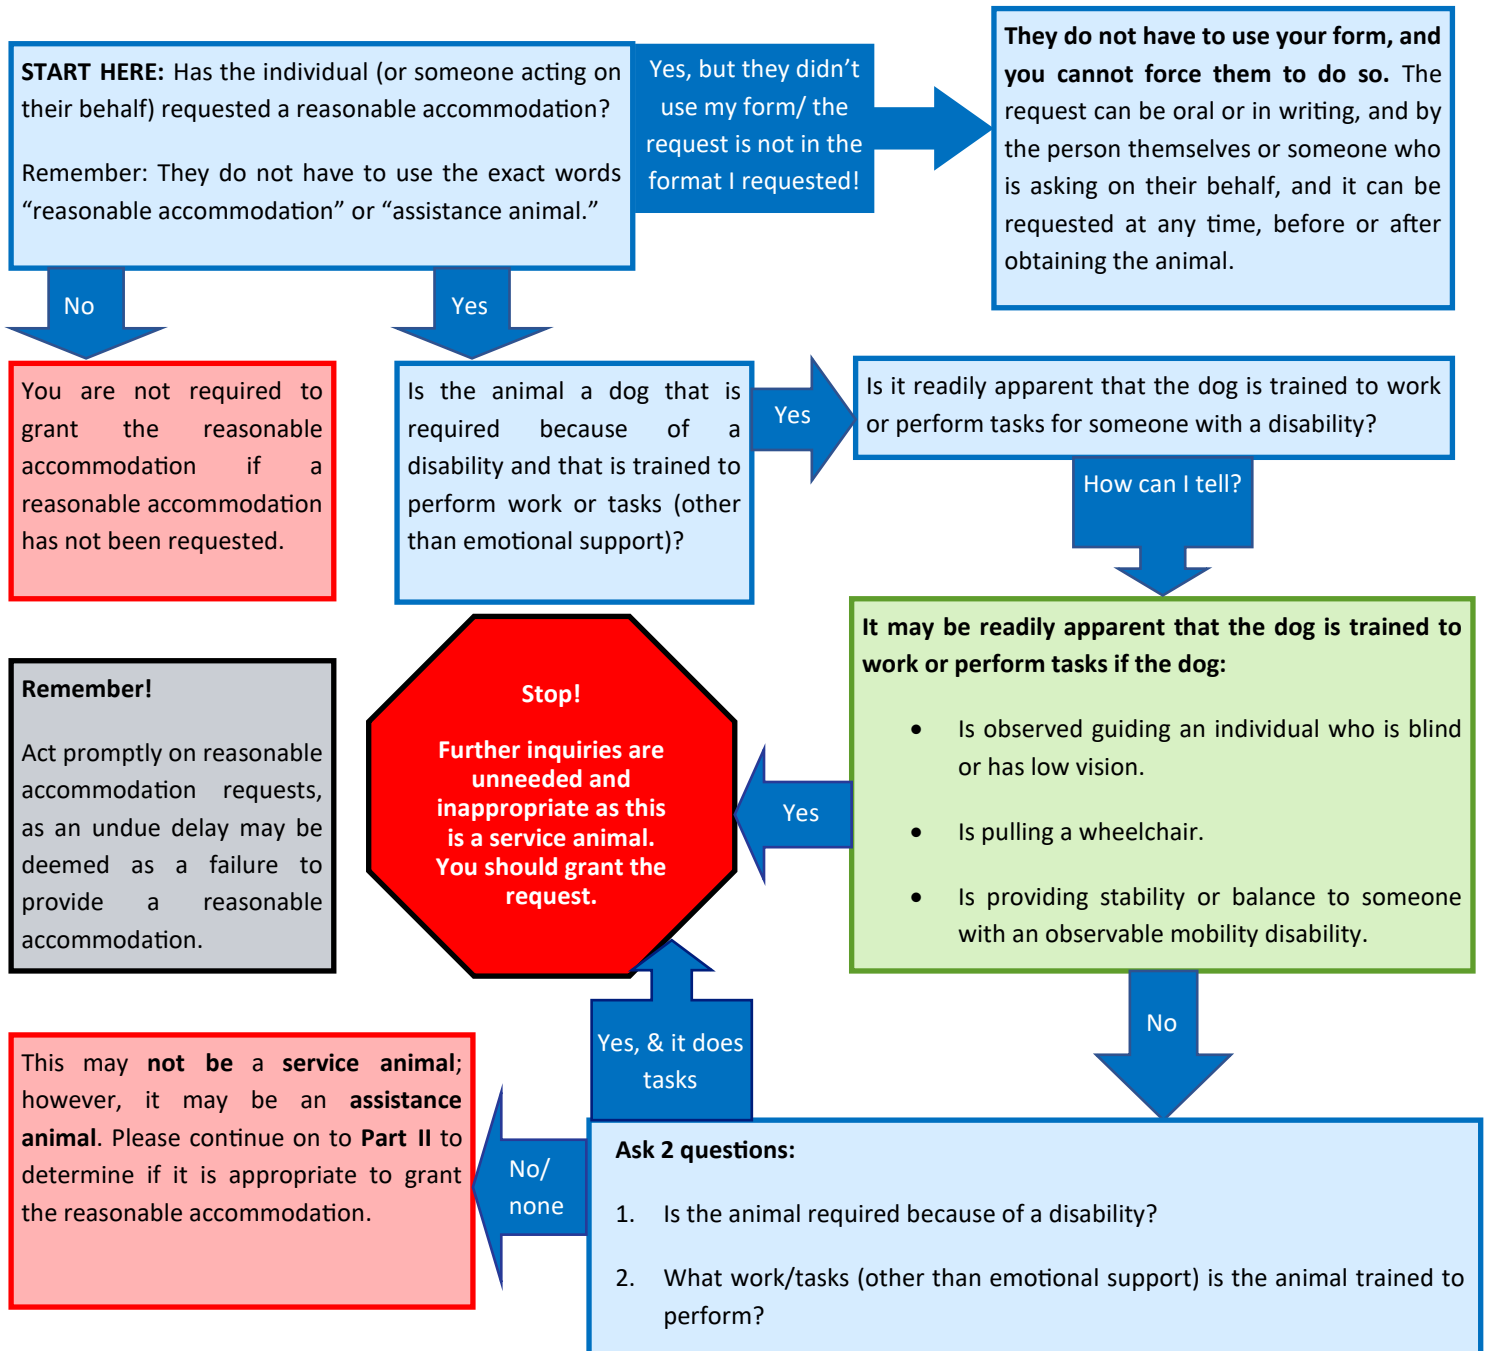 START HERE: Has the individual (or someone acting on
their behalf) requested a reasonable accommodation?
Remember: They do not have to use the exact words
“reasonable accommodation” or “assistance animal.”
Yes, but they didn’t
use my form/ the
request is not in the
format I requested!
They do not have to use your form, and
you cannot force them to do so. The
request can be oral or in writing, and by
the person themselves or someone who
is asking on their behalf, and it can be
requested at any time, before or after
obtaining the animal.
No
Yes
You are not required to
grant the reasonable
accommodation if a
reasonable accommodation
has not been requested.
Is the animal a dog that is
required because of a
disability and that is trained to
perform work or tasks (other
than emotional support)?
Yes
Is it readily apparent that the dog is trained to work
or perform tasks for someone with a disability?
How can I tell?
It may be readily apparent that the dog is trained to
work or perform tasks if the dog:
• Is observed guiding an individual who is blind
or has low vision.
• Is pulling a wheelchair.
• Is providing stability or balance to someone
with an observable mobility disability.
Yes
Stop!
Further inquiries are
unneeded and
inappropriate as this
is a service animal.
You should grant the
request.
Remember!
Act promptly on reasonable
accommodation requests,
as an undue delay may be
deemed as a failure to
provide a reasonable
accommodation.
No
Yes, & it does
tasks
This may not be a service animal;
however, it may be an assistance
animal. Please continue on to Part II to
determine if it is appropriate to grant
the reasonable accommodation.
No/
none
Ask 2 questions:
1. Is the animal required because of a disability?
2. What work/tasks (other than emotional support) is the animal trained to
perform?